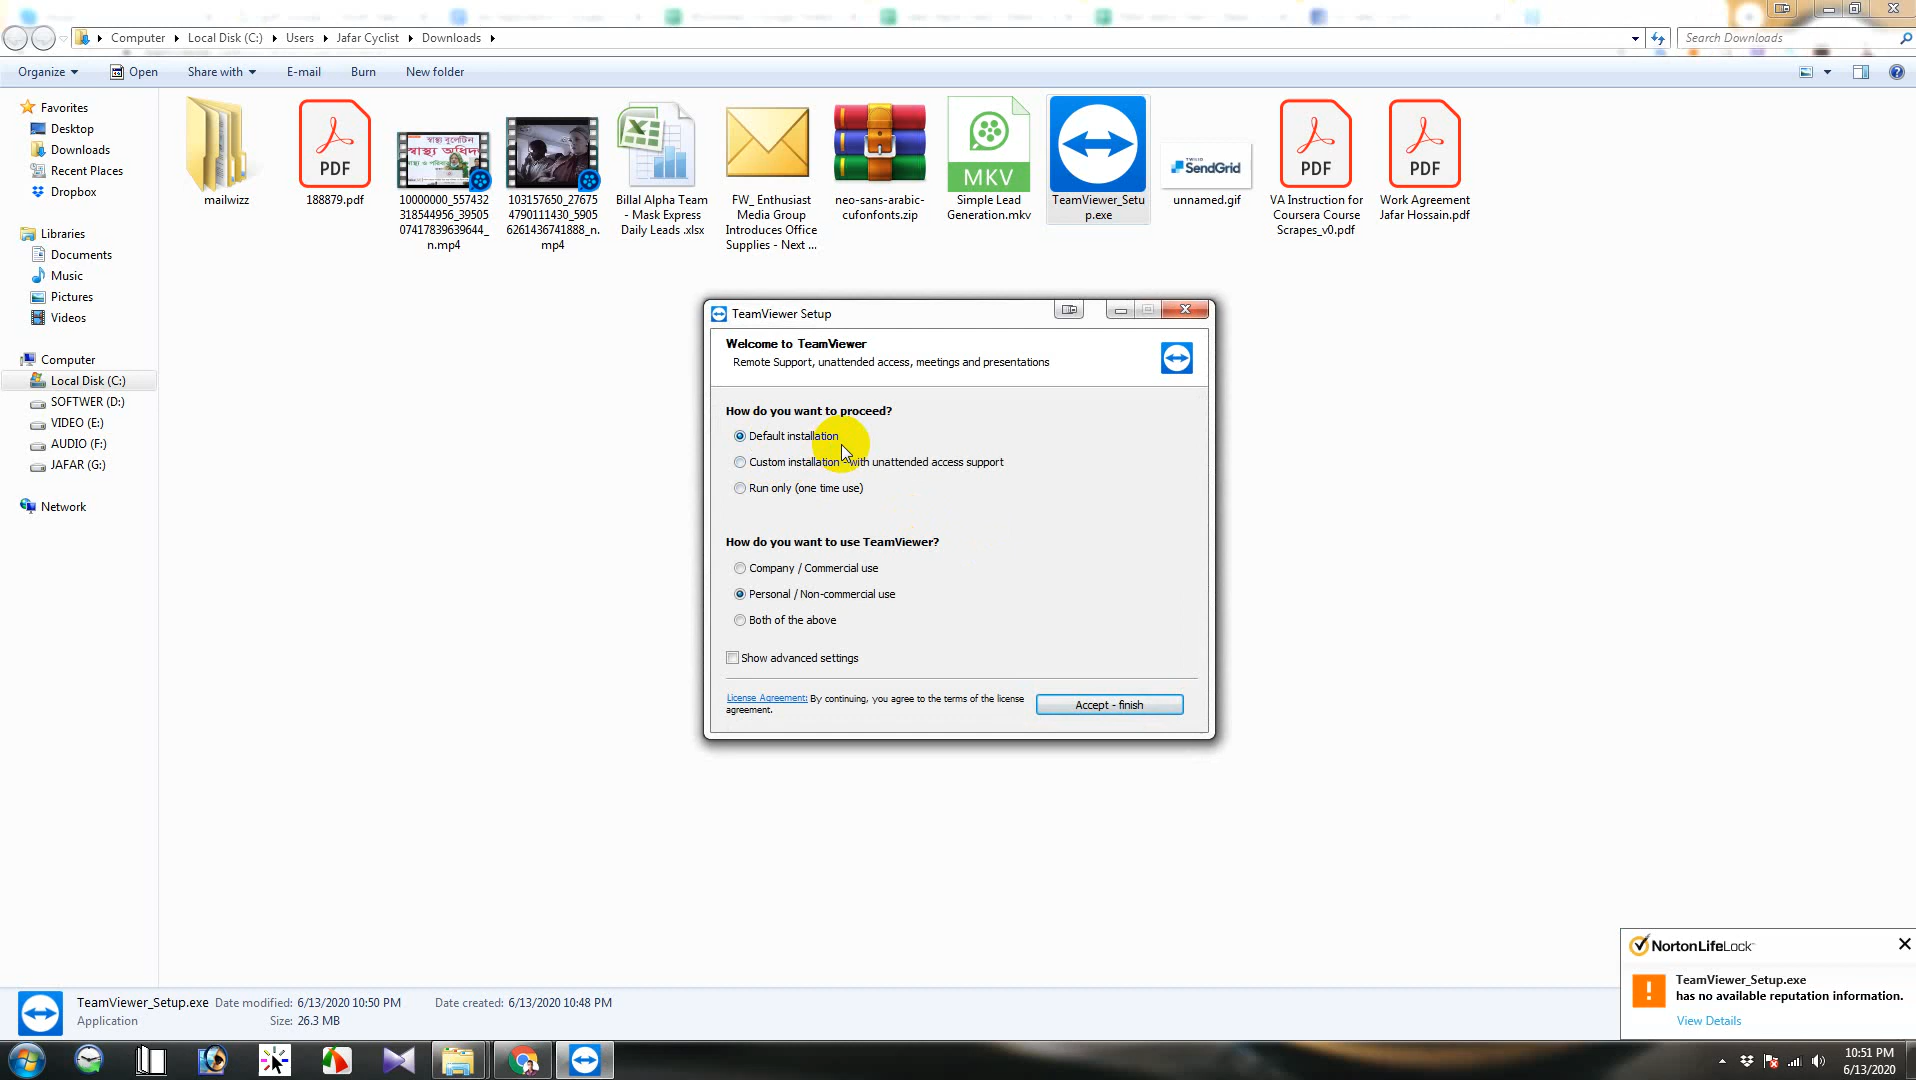 Computer Local Disk (C:) Users Jafar Cyclist Downloads
Search Downloads
Organize Open Share with E-mail Burn New folder
Favorites
Desktop
Downloads
Recent Places
Dropbox
Libraries
Documents
Music
Pictures
Videos
Computer
Local Disk (C:)
SOFTWER (D:)
VIDEO (E:)
AUDIO (F:)
JAFAR (G:)
Network
mailwizz
PDF
188879.pdf
স্বাস্থ্য বুলেটিন
10000000_557432
318544956_39505
07417839639644_
n.mp4
103157650_27675
4790111430_5905
6261436741888_n.
mp4
Billal Alpha Team
- Mask Express
Daily Leads .xlsx
FW_ Enthusiast
Media Group
Introduces Office
Supplies - Next ...
neo-sans-arabic-
cufonfonts.zip
MKV
Simple Lead
Generation.mkv
TeamViewer_Setu
p.exe
SendGrid
unnamed.gif
PDF
VA Instruction for
Coursera Course
Scrapes_v0.pdf
PDF
Work Agreement
Jafar Hossain.pdf
TeamViewer Setup
Welcome to TeamViewer
Remote Support, unattended access, meetings and presentations
How do you want to proceed?
Default installation
Custom installation with unattended access support
Run only (one time use)
How do you want to use TeamViewer?
Company / Commercial use
Personal / Non-commercial use
Both of the above
Show advanced settings
License Agreement: By continuing, you agree to the terms of the license
agreement.
Accept - finish
NortonLifeLock
TeamViewer_Setup.exe
has no available reputation information.
View Details
TeamViewer_Setup.exe Date modified: 6/13/2020 10:50 PM Date created: 6/13/2020 10:48 PM
Application Size: 26.3 MB
10:51 PM
6/13/2020